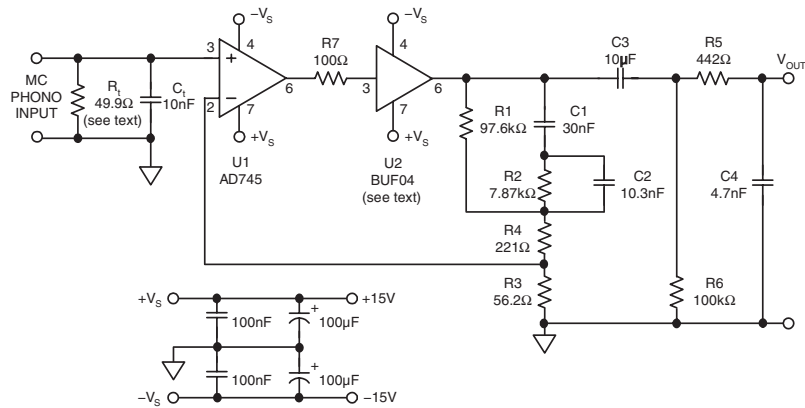 −VS
4
3
+
−
2
6
7
+VS
U1
AD745
MC
PHONO
INPUT
Rt
49.9Ω
(see text)
Ct
10nF
R7
100Ω
−VS
4
3
6
7
+VS
U2
BUF04
(see text)
R1
97.6kΩ
C1
30nF
R2
7.87kΩ
C2
10.3nF
R4
221Ω
R3
56.2Ω
C3
10µF
R5
442Ω
VOUT
C4
4.7nF
R6
100kΩ
+VS
+15V
100nF
+
100µF
100nF
+
100µF
−VS
−15V